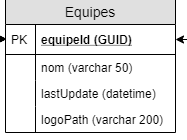 Equipes
PK equipeId (GUID)
nom (varchar 50)
lastUpdate (datetime)
logoPath (varchar 200)